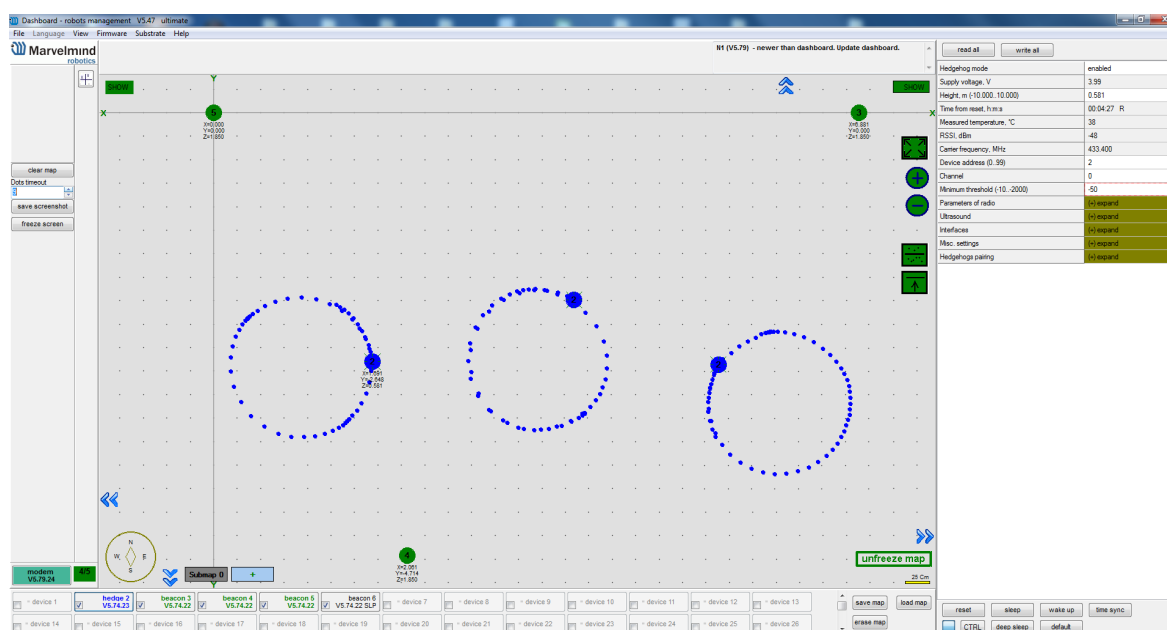 Dashboard - robots management V5.47 ultimate
File Language View Firmware Substrate Help
Marvelmind
robotics
N1 (V5.79) - newer than dashboard. Update dashboard.
read all write all
SHOW Y SHOW
X 5 3 X
X=0.000 X=6.881
Y=0.000 Y=0.000
Z=1.850 Z=1.850
clear map
Dots timeout
save screenshot
freeze screen
Hedgehog mode enabled
Supply voltage, V 3.99
Height, m (-10.000..10.000) 0.581
Time from reset, h:m:s 00:04:27 R
Measured temperature, °C 38
RSSI, dBm -48
Carrier frequency, MHz 433.400
Device address (0..99) 2
Channel 0
Minimum threshold (-10..-2000) -50
Parameters of radio (+) expand
Ultrasound (+) expand
Interfaces (+) expand
Misc. settings (+) expand
Hedgehogs pairing (+) expand
N
W E
S
4
X=2.061
Y=-4.714
Z=1.850
unfreeze map
25 Cm
modem
V5.79.24
4/5
Submap 0 +
Y
device 1 hedge 2 beacon 3 beacon 4 beacon 5 beacon 6 device 7 device 8 device 9 device 10 device 11 device 12 device 13
V5.74.23 V5.74.22 V5.74.22 V5.74.22 V5.74.22 SLP
device 14 device 15 device 16 device 17 device 18 device 19 device 20 device 21 device 22 device 23 device 24 device 25 device 26
save map load map
erase map
reset sleep wake up time sync
CTRL deep sleep default